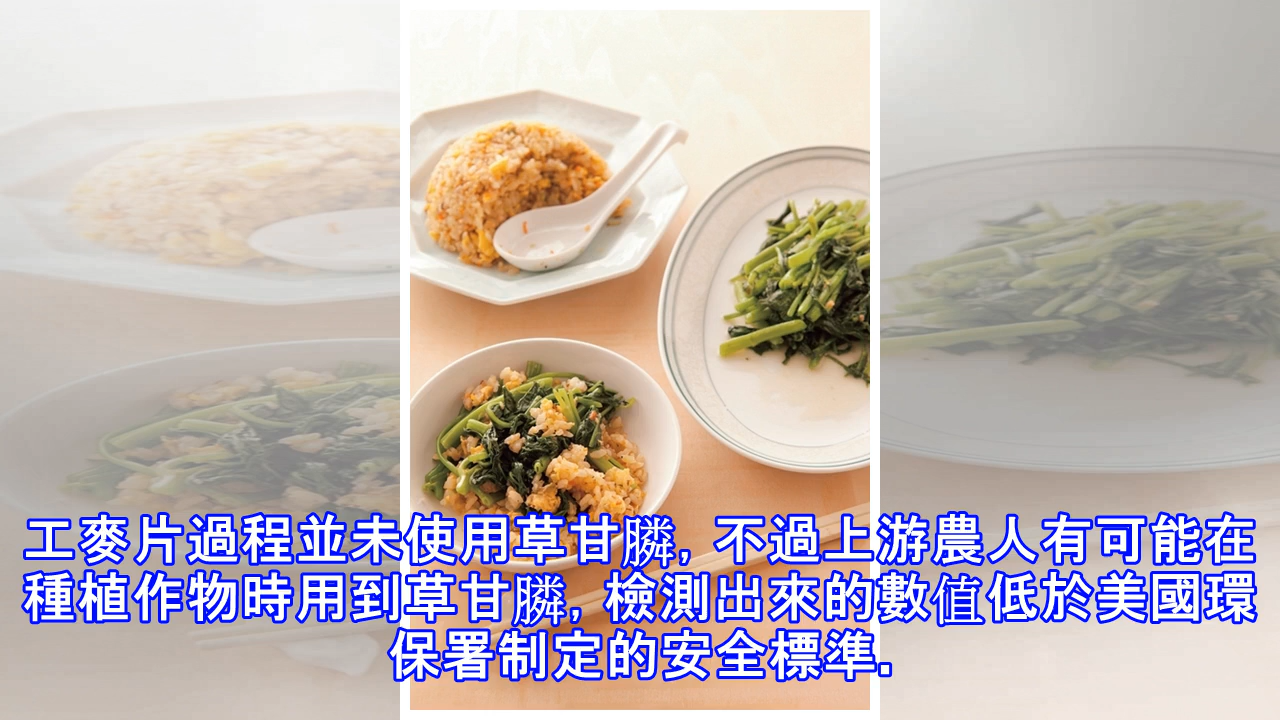 工麥片過程並未使用草甘膦, 不過上游農人有可能在
種植作物時用到草甘膦, 檢測出來的數值低於美國環
保署制定的安全標準.